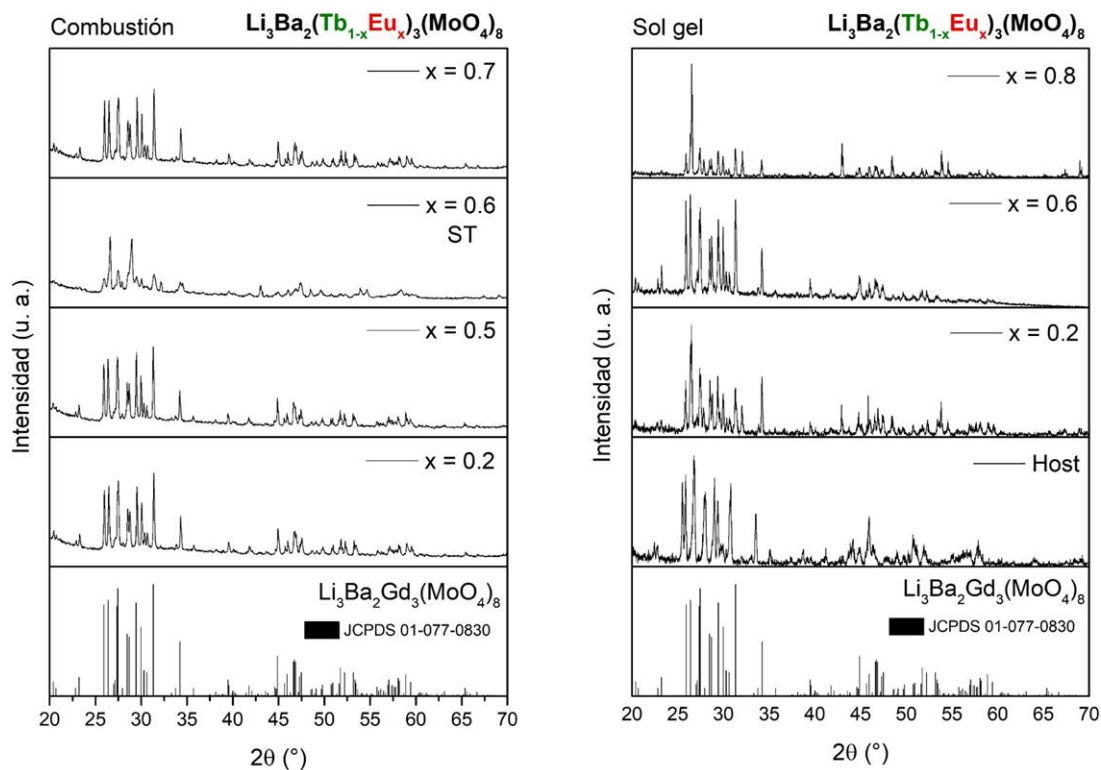 Combustión Li₃Ba₂(Tb₁₋ₓEuₓ)₃(MoO₄)₈
x = 0.7
x = 0.6
ST
x = 0.5
x = 0.2
Li₃Ba₂Gd₃(MoO₄)₈
JCPDS 01-077-0830
Intensidad (u. a.)
20 25 30 35 40 45 50 55 60 65 70
2θ (°)
Sol gel Li₃Ba₂(Tb₁₋ₓEuₓ)₃(MoO₄)₈
x = 0.8
x = 0.6
x = 0.2
Host
Li₃Ba₂Gd₃(MoO₄)₈
JCPDS 01-077-0830
Intensidad (u. a.)
20 25 30 35 40 45 50 55 60 65 70
2θ (°)